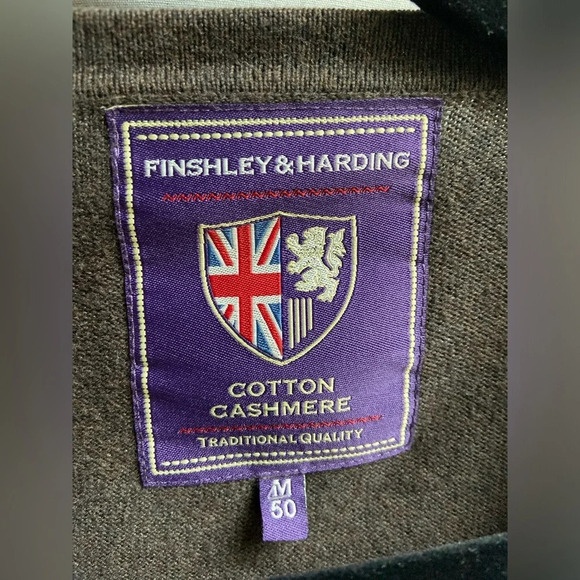 FINSHLEY&HARDING
COTTON
CASHMERE
TRADITIONAL QUALITY
M
50